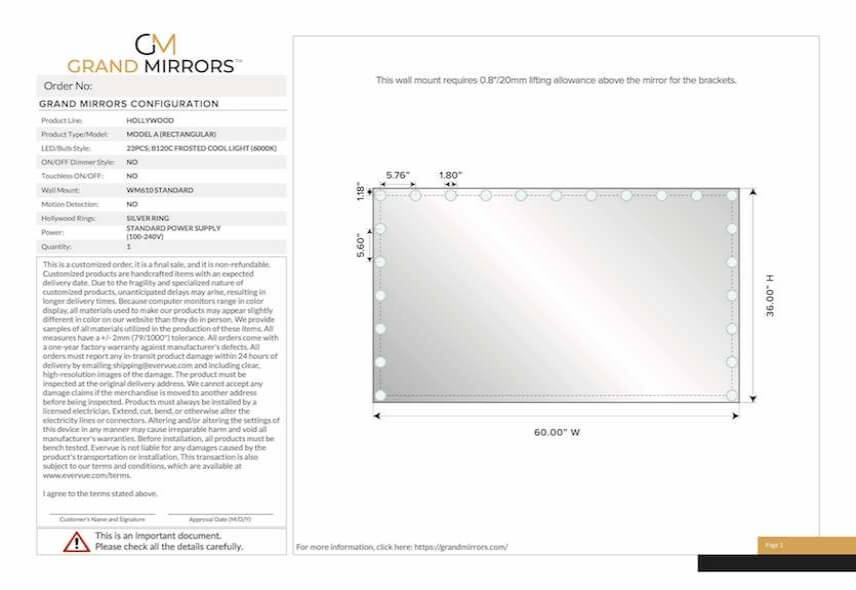 GM
GRAND MIRRORS™
Order No:
GRAND MIRRORS CONFIGURATION
Product Line: HOLLYWOOD
Product Type/Model: MODEL A (RECTANGULAR)
LED/Bulb Style: 23PCS; B120C FROSTED COOL LIGHT (6000K)
ON/OFF Dimmer Style: NO
Touchless ON/OFF: NO
Wall Mount: WM610 STANDARD
Motion Detection: NO
Hollywood Rings: SILVER RING
Power: STANDARD POWER SUPPLY
(100-240V)
Quantity: 1
This is a customized order, it is a final sale, and it is non-refundable.
Customized products are handcrafted items with an expected
delivery date. Due to the fragility and specialized nature of
customized products, unanticipated delays may arise, resulting in
longer delivery times. Because computer monitors range in color
display, all materials used to make our products may appear slightly
different in color on our website than they do in person. We provide
samples of all materials utilized in the production of these items. All
measures have a +/- 2mm (79/1000") tolerance. All orders come with
a one-year factory warranty against manufacturer's defects. All
orders must report any in-transit product damage within 24 hours of
delivery by emailing shipping@evervue.com and including clear,
high-resolution images of the damage. The product must be
inspected at the original delivery address. We cannot accept any
damage claims if the merchandise is moved to another address
before being inspected. Products must always be installed by a
licensed electrician. Extend, cut, bend, or otherwise alter the
electricity lines or connectors. Altering and/or altering the settings of
this device in any manner may cause irreparable harm and void all
manufacturer's warranties. Before installation, all products must be
bench tested. Evervue is not liable for any damages caused by the
product's transportation or installation. This transaction is also
subject to our terms and conditions, which are available at
www.evervue.com/terms.
I agree to the terms stated above.
Customer's Name and Signature Approval Date (M/D/Y)
This is an important document.
Please check all the details carefully.
This wall mount requires 0.8"/20mm lifting allowance above the mirror for the brackets.
5.76" 1.80"
1.18"
5.60"
36.00" H
60.00" W
For more information, click here: https://grandmirrors.com/
Page 1